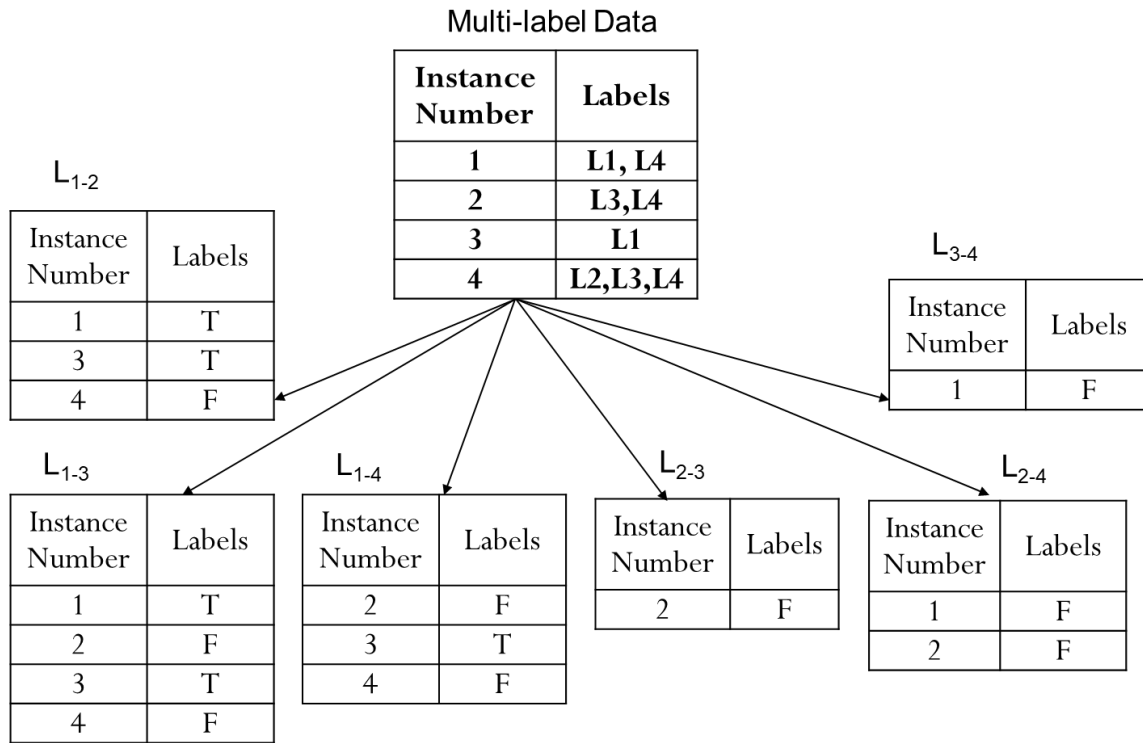 Multi-label Data
Instance Number Labels
1 L1, L4
2 L3,L4
3 L1
4 L2,L3,L4
L1-2
Instance Number Labels
1 T
3 T
4 F
L3-4
Instance Number Labels
1 F
L1-3
Instance Number Labels
1 T
2 F
3 T
4 F
L1-4
Instance Number Labels
2 F
3 T
4 F
L2-3
Instance Number Labels
2 F
L2-4
Instance Number Labels
1 F
2 F